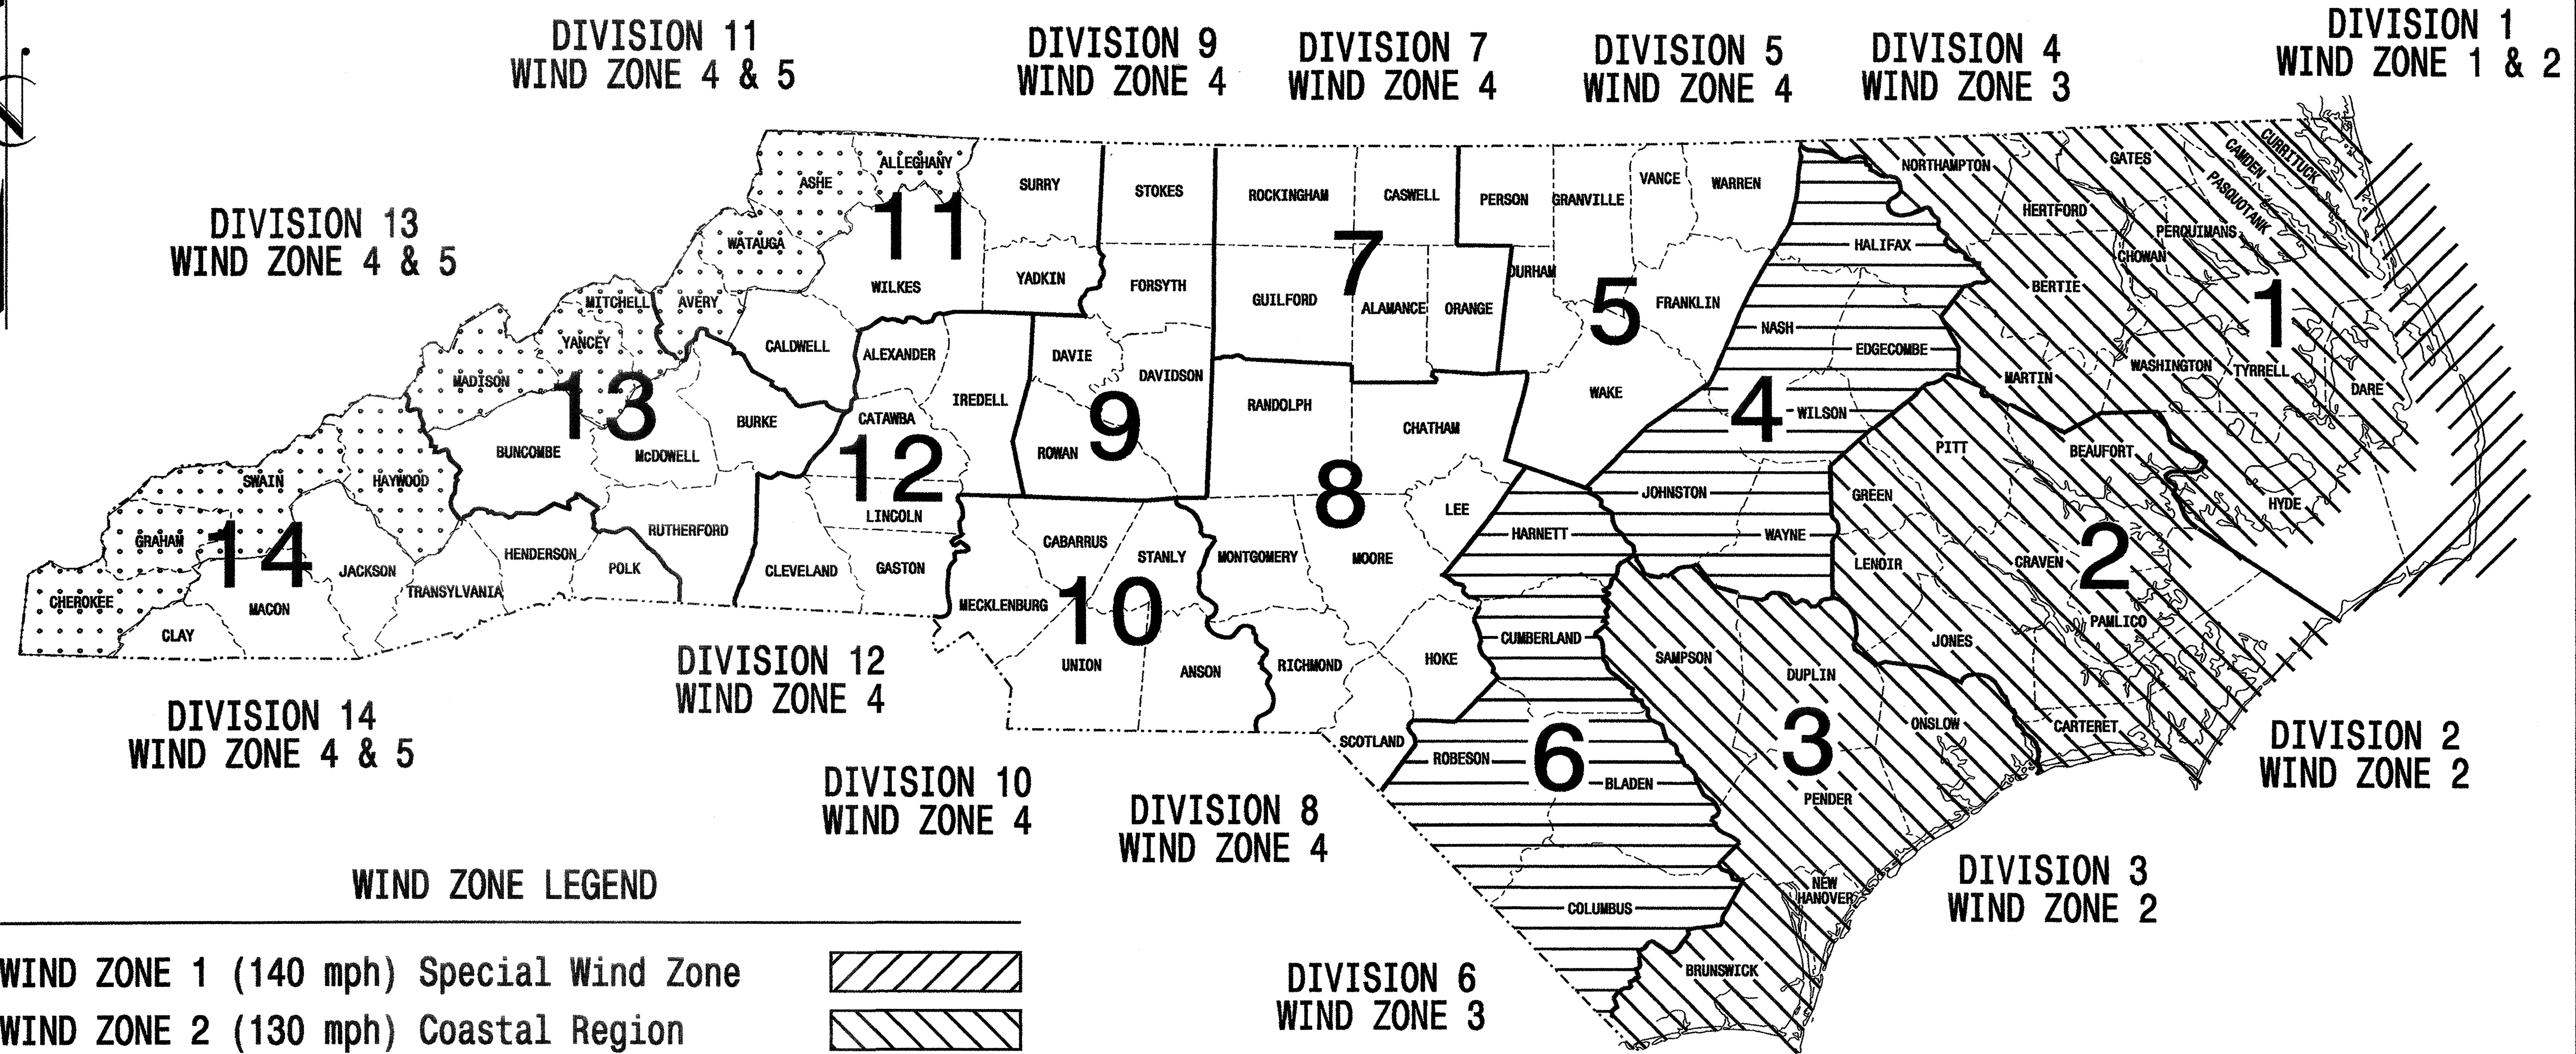 DIVISION 11
WIND ZONE 4 & 5
DIVISION 9
WIND ZONE 4
DIVISION 7
WIND ZONE 4
DIVISION 5
WIND ZONE 4
DIVISION 4
WIND ZONE 3
DIVISION 1
WIND ZONE 1 & 2
DIVISION 13
WIND ZONE 4 & 5
ALLEGHANY
ASHE
11
WATAUGA
WILKES
SURRY
YADKIN
STOKES
FORSYTH
ROCKINGHAM
CASWELL
7
GUILFORD
ALAMANCE
ORANGE
PERSON
GRANVILLE
VANCE
WARREN
DURHAM
5
FRANKLIN
WAKE
NORTHAMPTON
GATES
CAMDEN
CURRITUCK
PASQUOTANK
HERTFORD
PERQUIMANS
CHOWAN
BERTIE
1
MARTIN
WASHINGTON
TYRRELL
DARE
HYDE
HALIFAX
NASH
EDGECOMBE
4
WILSON
JOHNSTON
WAYNE
MITCHELL
AVERY
YANCEY
MADISON
13
BUNCOMBE
McDOWELL
BURKE
RUTHERFORD
CALDWELL
ALEXANDER
IREDELL
CATAWBA
12
LINCOLN
CLEVELAND
GASTON
DAVIE
DAVIDSON
9
ROWAN
RANDOLPH
CHATHAM
8
LEE
MONTGOMERY
MOORE
RICHMOND
HOKE
SCOTLAND
PITT
BEAUFORT
GREEN
LENOIR
CRAVEN
2
PAMLICO
JONES
CARTERET
SWAIN
HAYWOOD
GRAHAM
14
JACKSON
TRANSYLVANIA
HENDERSON
POLK
CHEROKEE
MACON
CLAY
CABARRUS
STANLY
MECKLENBURG
10
UNION
ANSON
HARNETT
CUMBERLAND
6
ROBESON
BLADEN
COLUMBUS
SAMPSON
DUPLIN
3
ONSLOW
PENDER
NEW
HANOVER
BRUNSWICK
DIVISION 12
WIND ZONE 4
DIVISION 14
WIND ZONE 4 & 5
DIVISION 10
WIND ZONE 4
DIVISION 8
WIND ZONE 4
DIVISION 2
WIND ZONE 2
DIVISION 3
WIND ZONE 2
DIVISION 6
WIND ZONE 3
WIND ZONE LEGEND
WIND ZONE 1 (140 mph) Special Wind Zone
WIND ZONE 2 (130 mph) Coastal Region